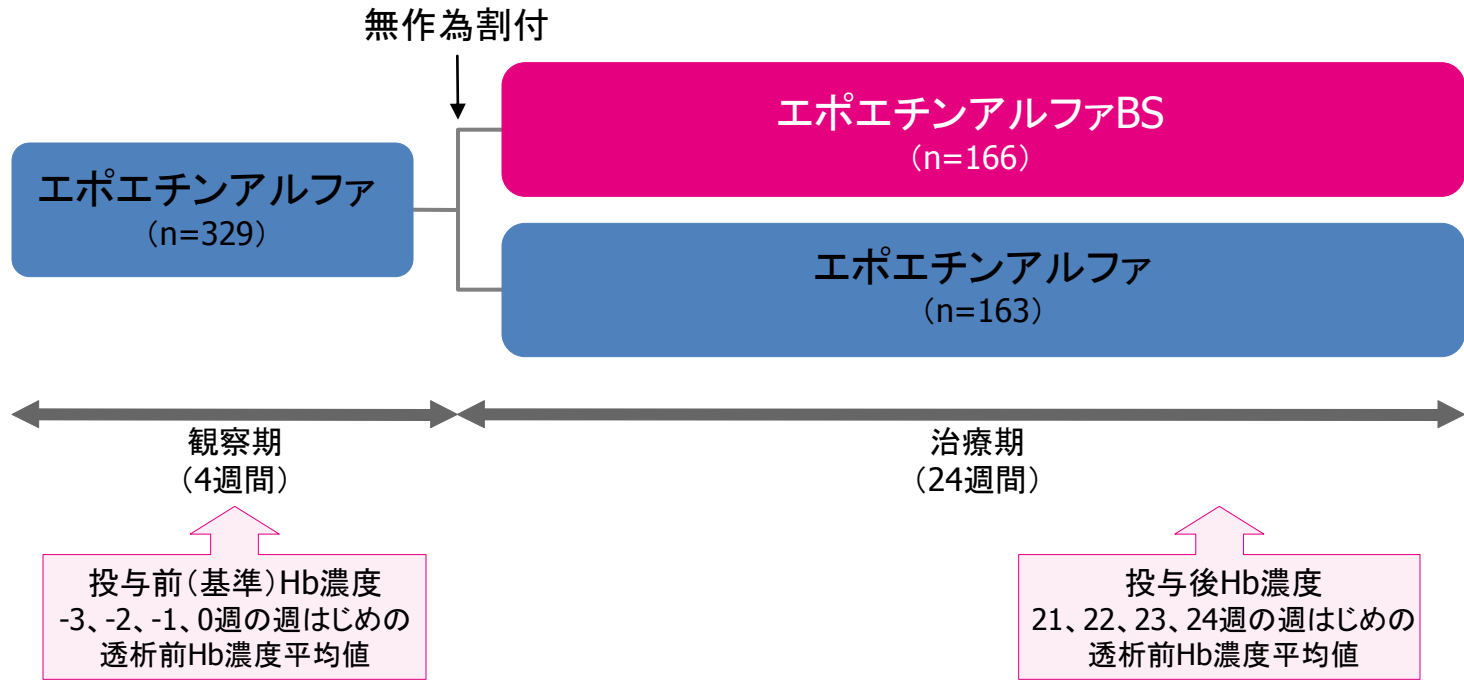 無作為割付
エポエチンアルファBS
（n=166）
エポエチンアルファ
（n=329）
エポエチンアルファ
（n=163）
観察期
（4週間）
治療期
（24週間）
投与前（基準）Hb濃度
-3、-2、-1、0週の週はじめの
透析前Hb濃度平均値
投与後Hb濃度
21、22、23、24週の週はじめの
透析前Hb濃度平均値